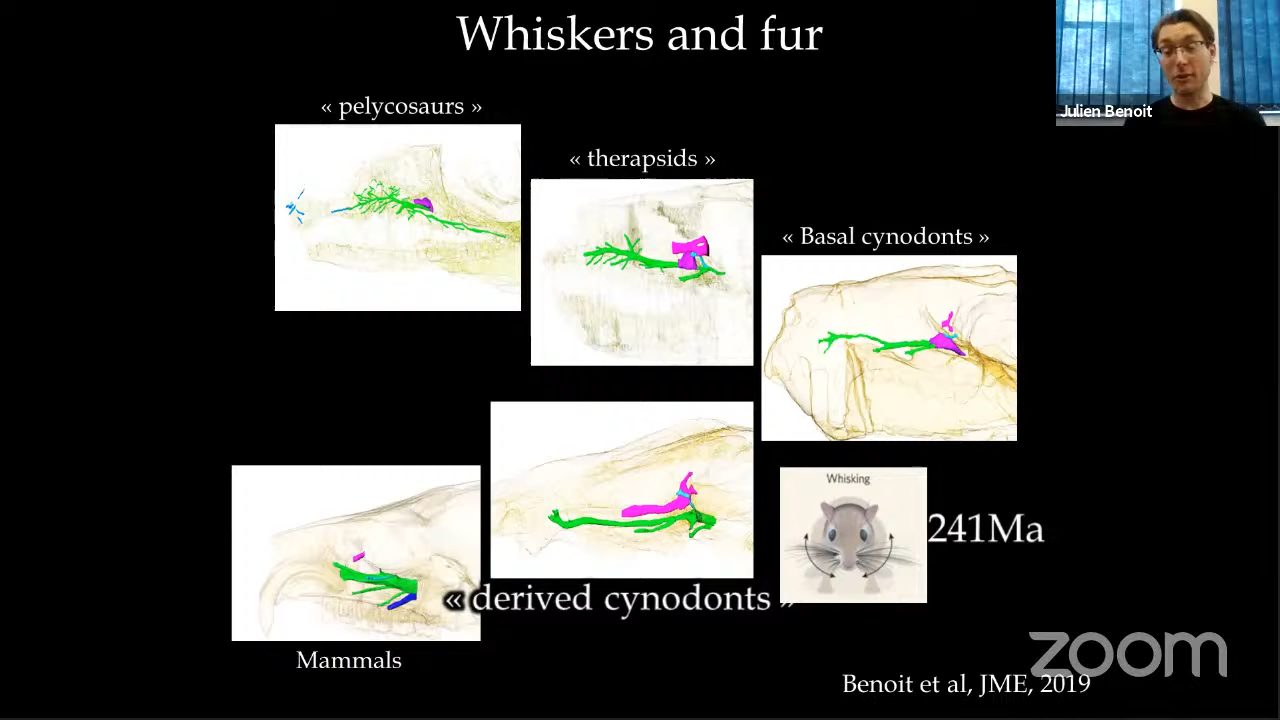 Whiskers and fur
Julien Benoit
« pelycosaurs »
« therapsids »
« Basal cynodonts »
Whisking
241Ma
« derived cynodonts »
Mammals
zoom
Benoit et al, JME, 2019